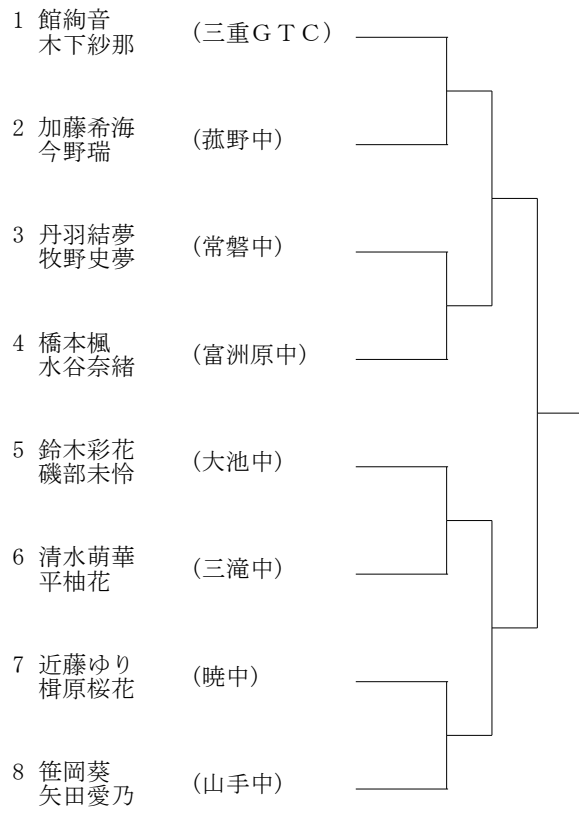 1 館絢音
木下紗那
(三重ＧＴＣ)
2 加藤希海
今野瑞
(菰野中)
3 丹羽結夢
牧野史夢
(常磐中)
4 橋本楓
水谷奈緒
(富洲原中)
5 鈴木彩花
磯部未怜
(大池中)
6 清水萌華
平柚花
(三滝中)
7 近藤ゆり
楫原桜花
(暁中)
8 笹岡葵
矢田愛乃
(山手中)